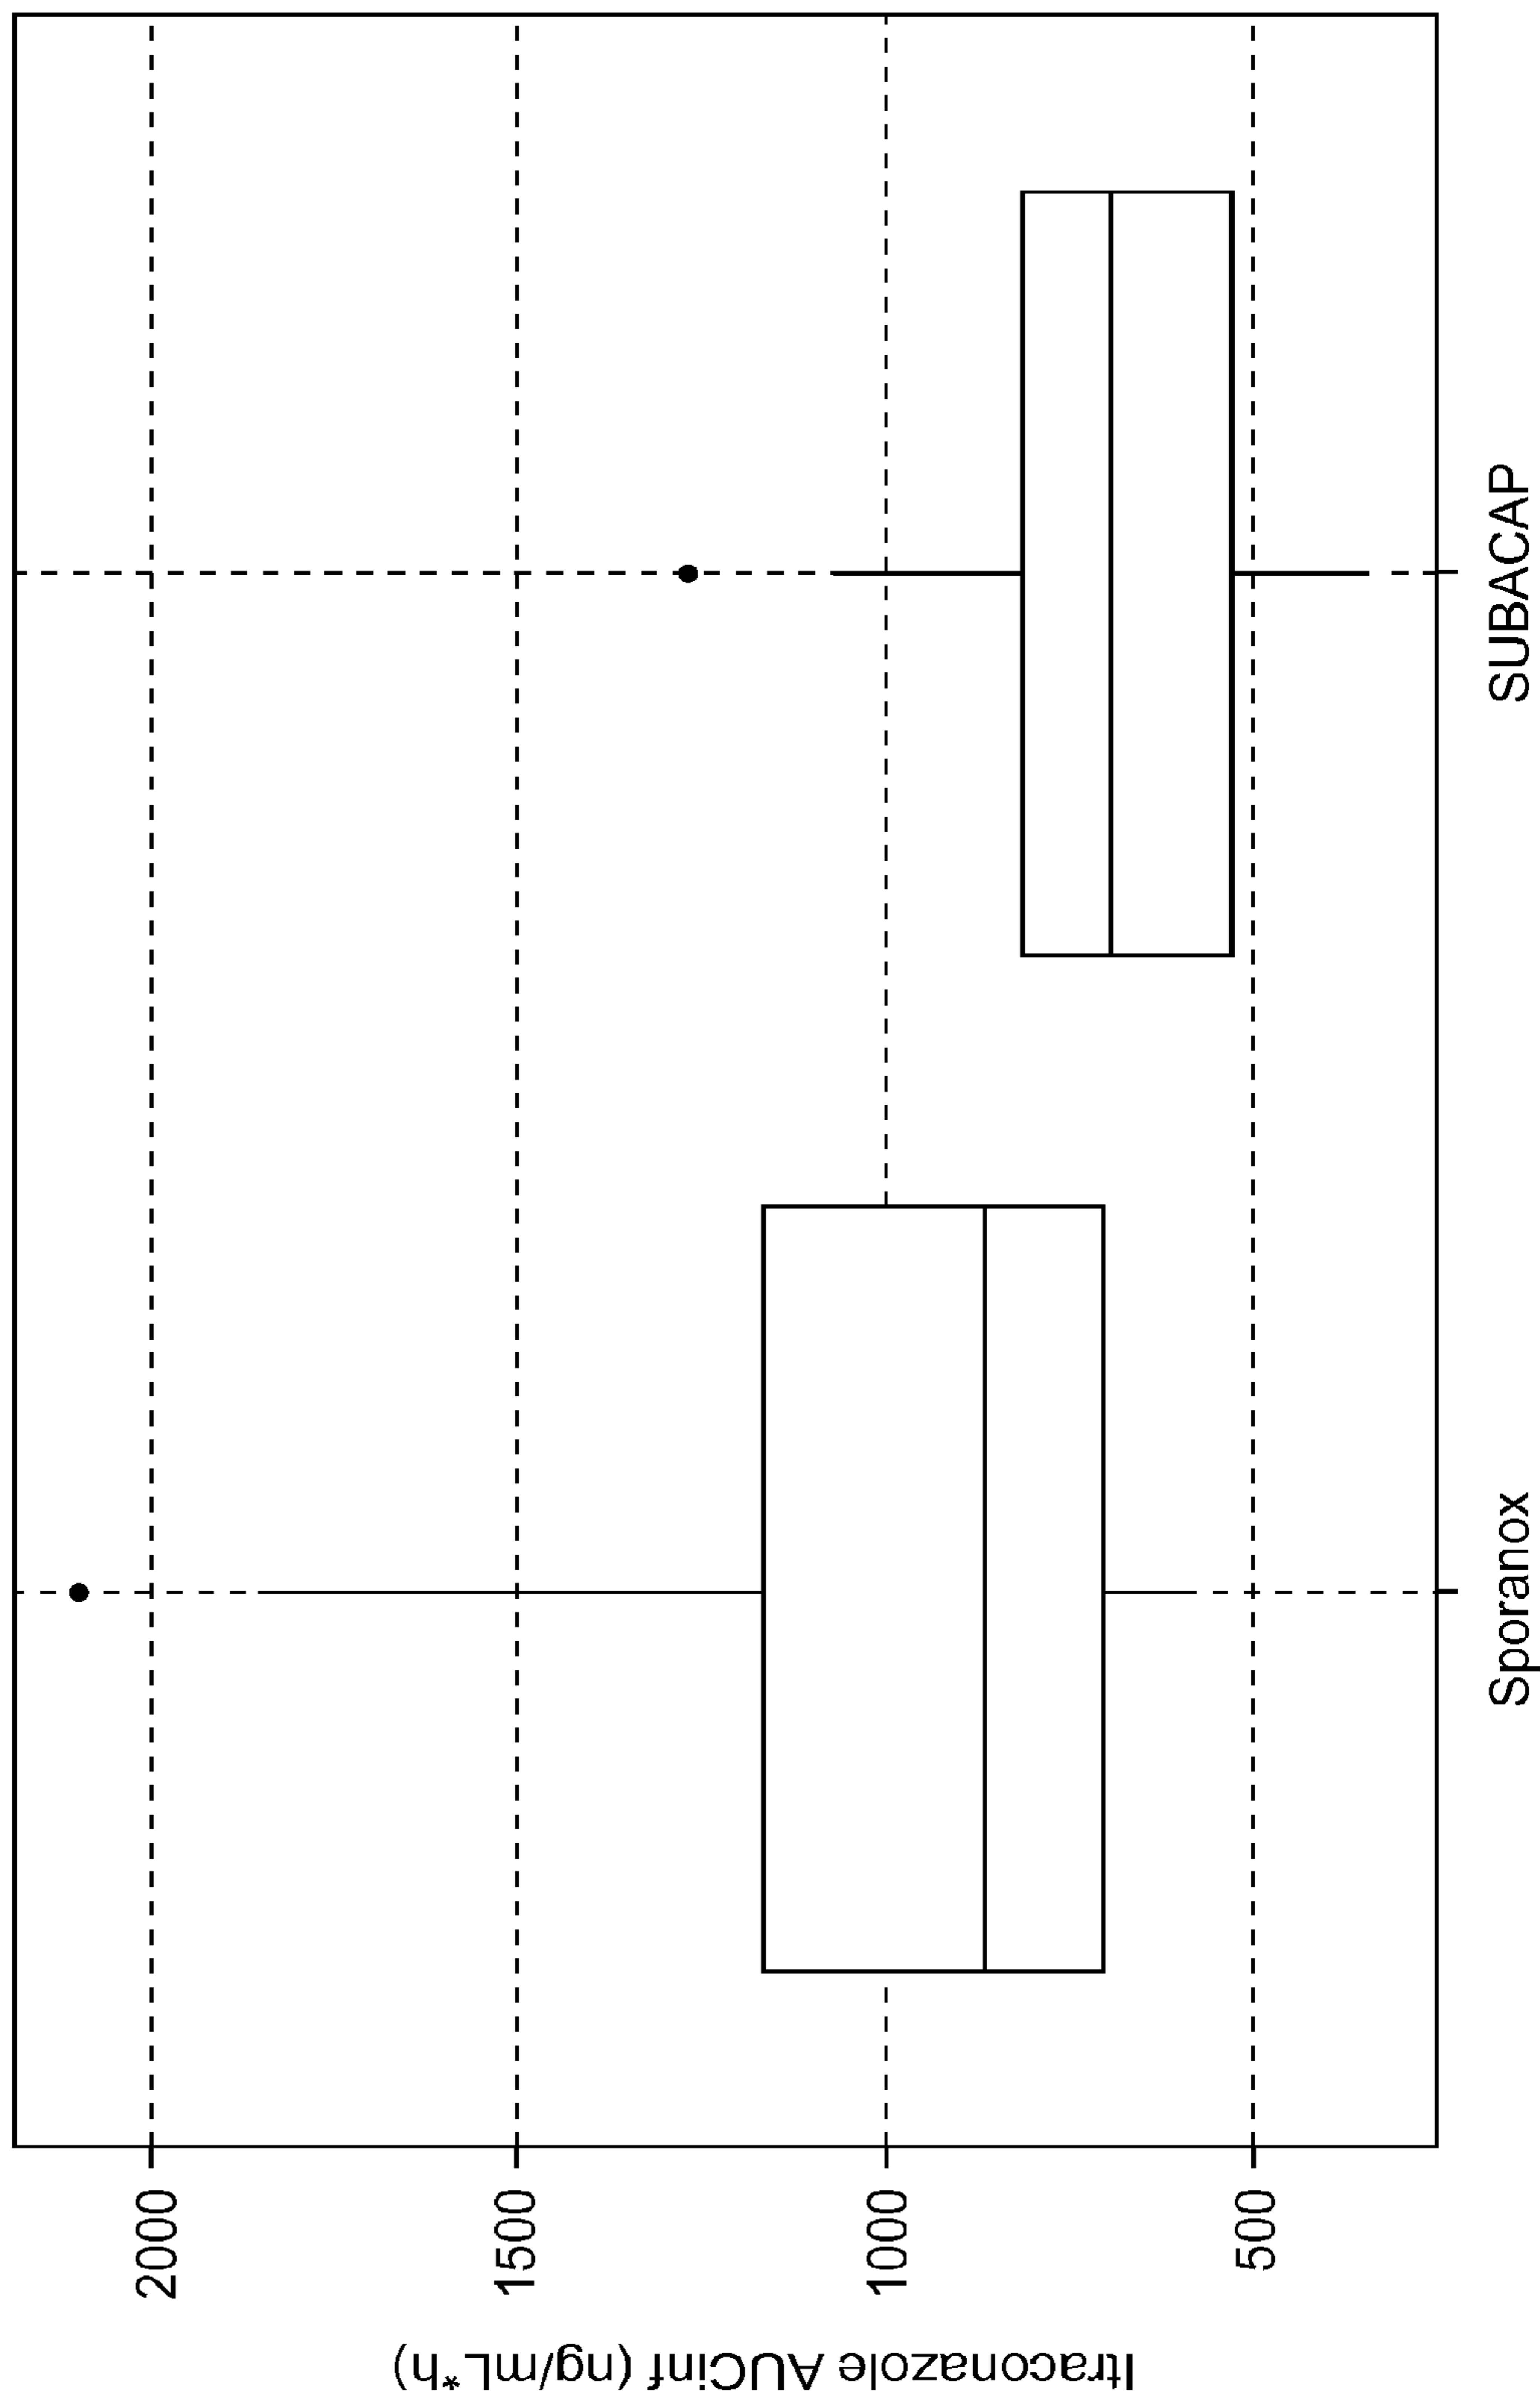 Itraconazole AUCinf (ng/mL*h)
2000
1500
1000
500
Sporanox
SUBACAP